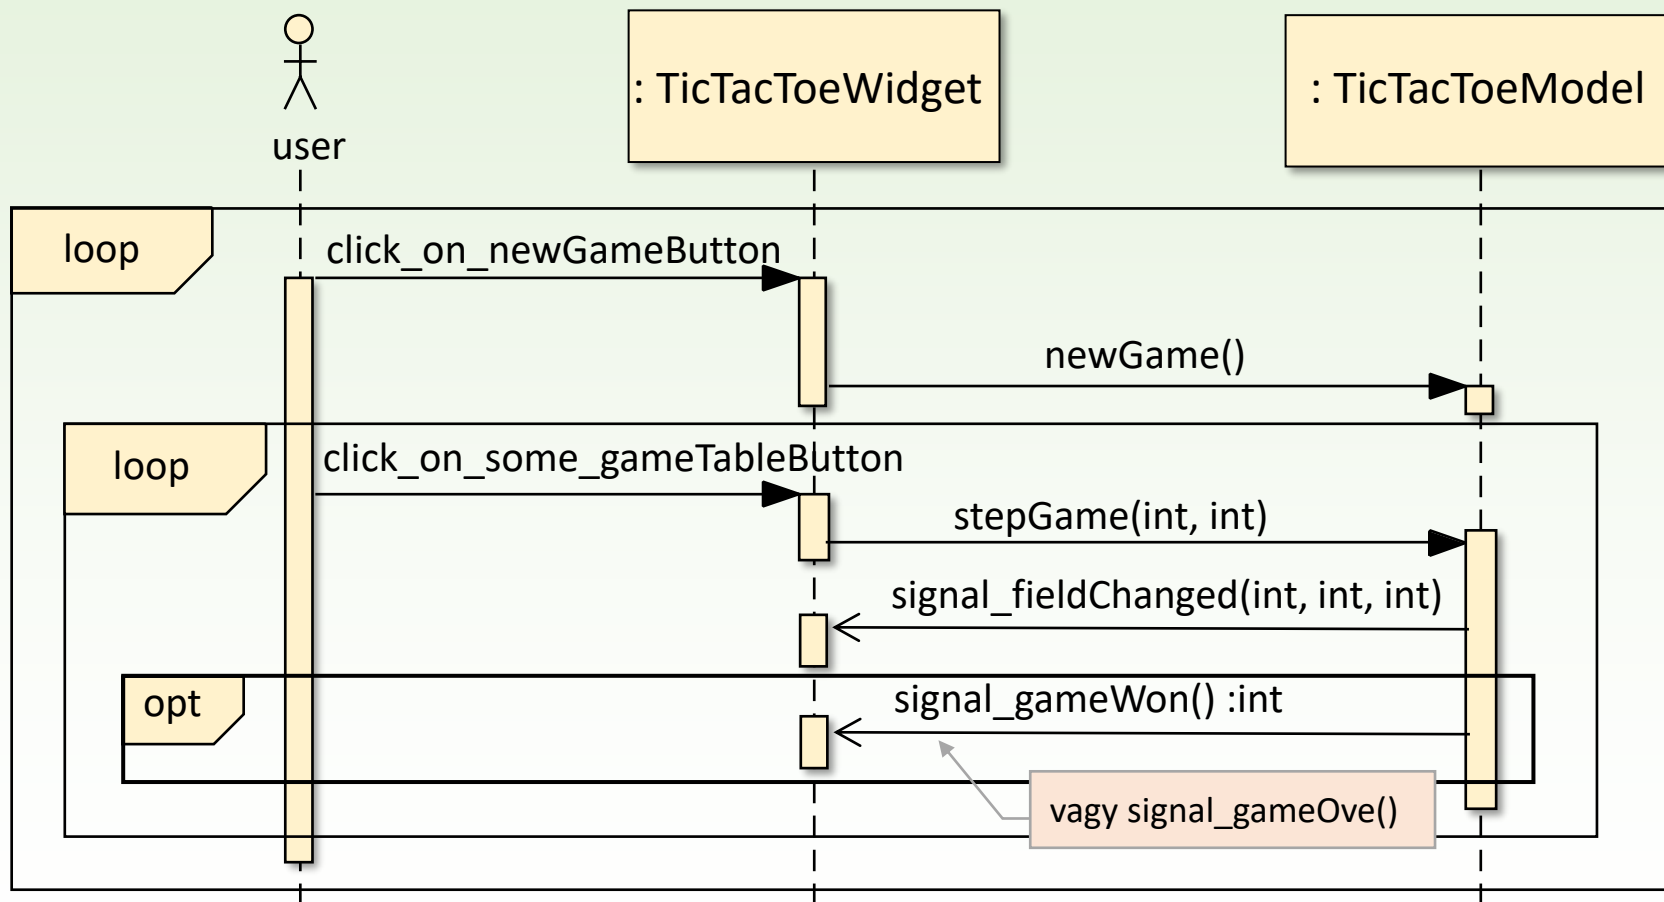 user
: TicTacToeWidget
: TicTacToeModel
loop
click_on_newGameButton
newGame()
loop
click_on_some_gameTableButton
stepGame(int, int)
signal_fieldChanged(int, int, int)
opt
signal_gameWon() :int
vagy signal_gameOve()